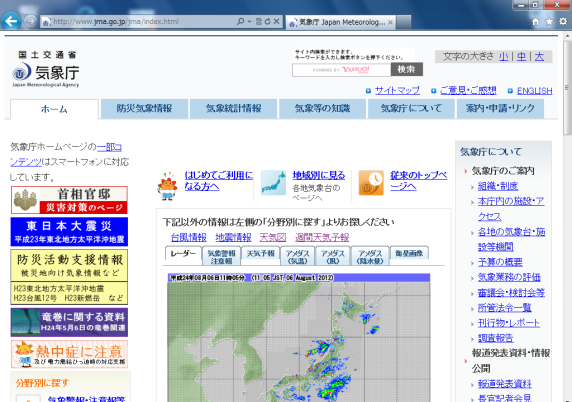 http://www.jma.go.jp/jma/index.html
気象庁 Japan Meteorolog...
国土交通省
気象庁
Japan Meteorological Agency
サイト内検索ができます。
キーワードを入力し検索ボタンを押下ください。
POWERED BY YAHOO!
検索
文字の大きさ 小 | 中 | 大
サイトマップ
ご意見・ご感想
ENGLISH
ホーム
防災気象情報
気象統計情報
気象等の知識
気象庁について
案内・申請・リンク
気象庁ホームページの一部コ
ンテンツはスマートフォンに対応
しています。
首相官邸
災害対策のページ
東日本大震災
平成23年東北地方太平洋沖地震
防災活動支援情報
被災地向け気象情報など
H23東北地方太平洋沖地震
H23台風12号 H23新燃岳 など
竜巻に関する資料
H24年5月6日の竜巻関連
熱中症に注意
及び電力需給ひっ迫時の対応支援
分野別に探す
気象警報・注意報等
はじめてご利用に
なる方へ
地域別に見る
各地気象台の
ページへ
従来のトップペ
ージへ
下記以外の情報は左側の「分野別に探す」よりお探しください
台風情報 地震情報 天気図 週間天気予報
レーダー
気象警報
注意報
天気予報
アメダス
(気温)
アメダス
(風)
アメダス
(降水量)
衛星画像
平成24年08月06日11時05分 (11:05 JST 06 August 2012)
気象庁について
気象庁のご案内
組織・制度
本庁内の施設・ア
クセス
各地の気象台・施
設等機関
予算の概要
気象業務の評価
審議会・検討会等
所管法令一覧
刊行物・レポート
調査報告
報道発表資料・情報
公開
報道発表資料
長官記者会見